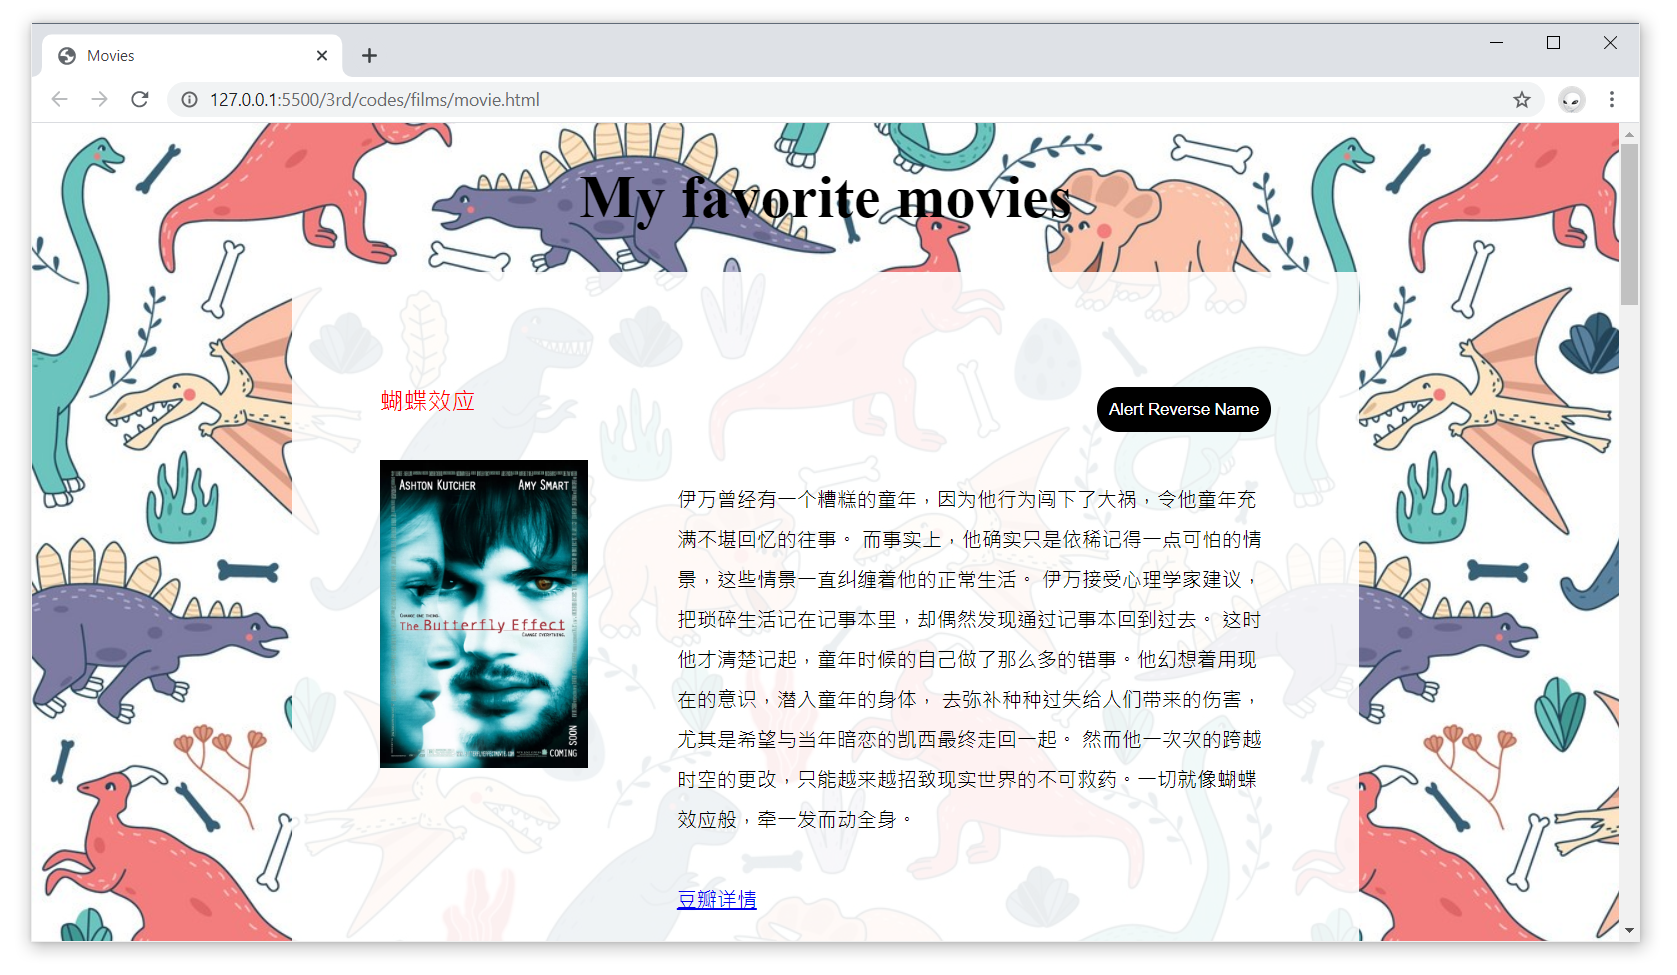 Movies
127.0.0.1:5500/3rd/codes/films/movie.html
My favorite movies
蝴蝶效应
Alert Reverse Name
ASHTON KUTCHER AMY SMART
CHANGE ONE THING.
The Butterfly Effect
CHANGE EVERYTHING.
COMING SOON
伊万曾经有一个糟糕的童年，因为他行为闯下了大祸，令他童年充
满不堪回忆的往事。 而事实上，他确实只是依稀记得一点可怕的情
景，这些情景一直纠缠着他的正常生活。 伊万接受心理学家建议，
把琐碎生活记在记事本里，却偶然发现通过记事本回到过去。 这时
他才清楚记起，童年时候的自己做了那么多的错事。他幻想着用现
在的意识，潜入童年的身体， 去弥补种种过失给人们带来的伤害，
尤其是希望与当年暗恋的凯西最终走回一起。 然而他一次次的跨越
时空的更改，只能越来越招致现实世界的不可救药。一切就像蝴蝶
效应般，牵一发而动全身。
豆瓣详情